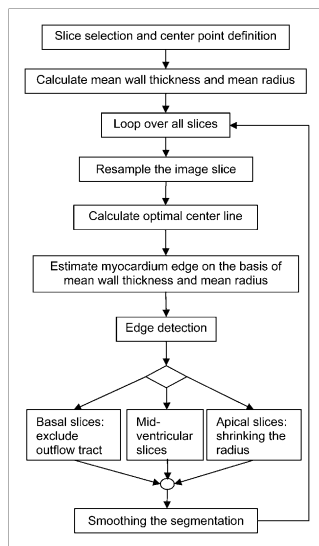 Slice selection and center point definition
Calculate mean wall thickness and mean radius
Loop over all slices
Resample the image slice
Calculate optimal center line
Estimate myocardium edge on the basis of
mean wall thickness and mean radius
Edge detection
Basal slices:
exclude
outflow tract
Mid-
ventricular
slices
Apical slices:
shrinking the
radius
Smoothing the segmentation